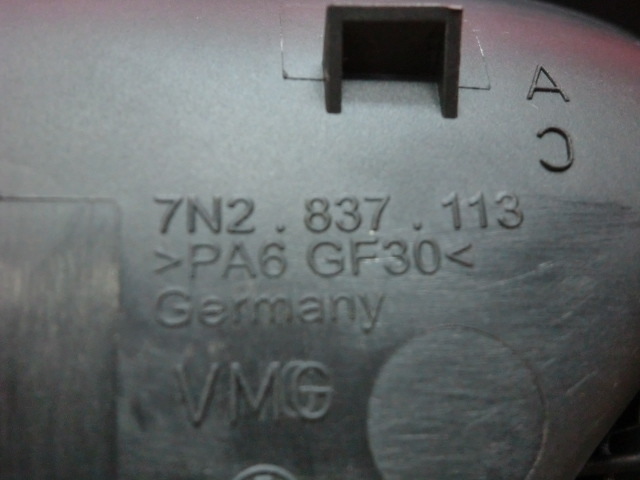 A
C
7N2 . 837 . 113
>PA6 GF30<
Germany
VMG